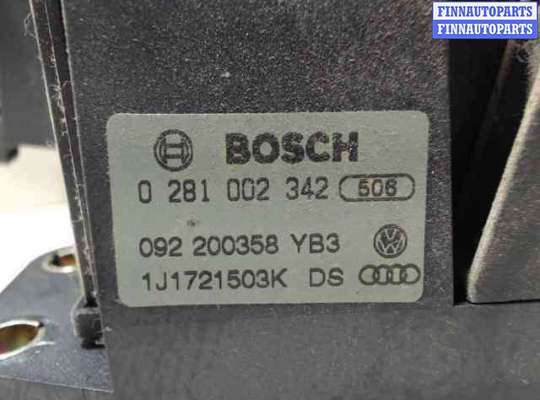 FINNAUTOPARTS
FINNAUTOPARTS
BOSCH
0 281 002 342 506
092 200358 YB3
1J1721503K DS